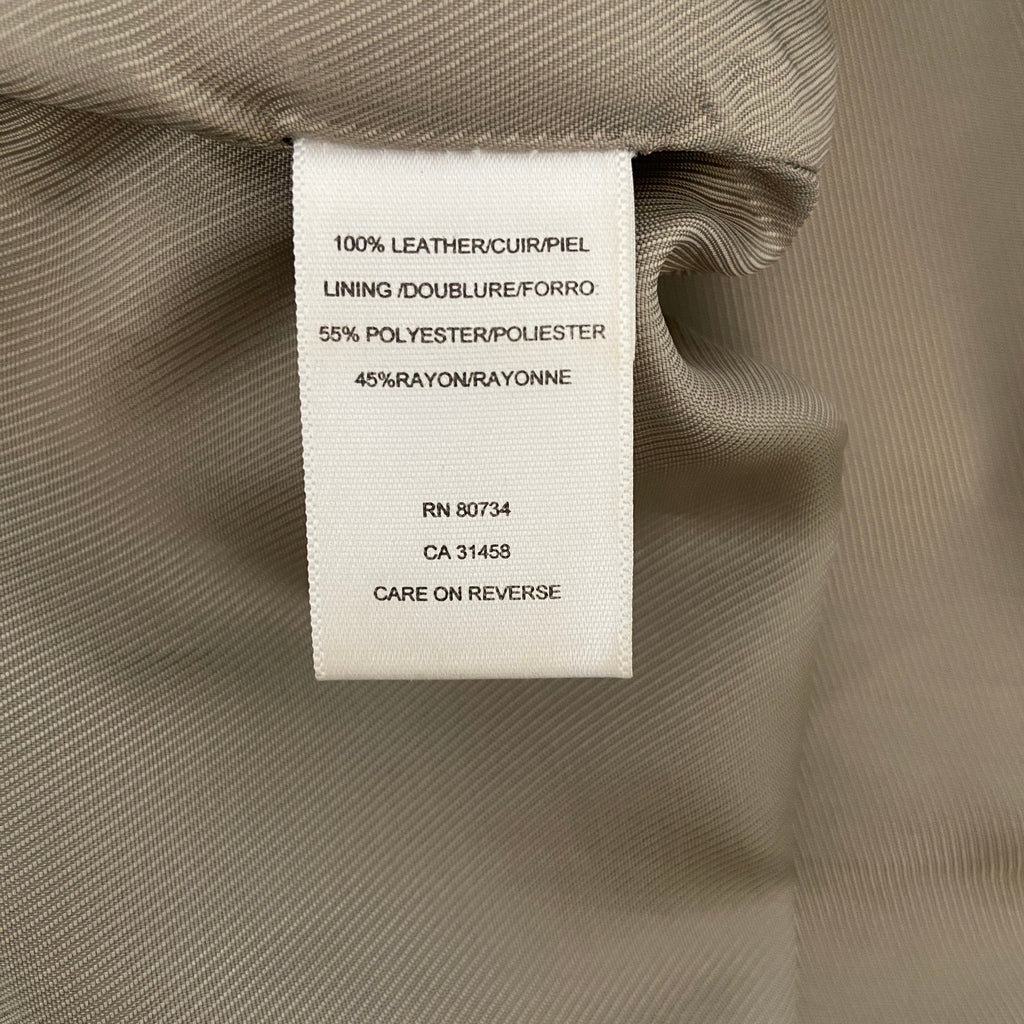 100% LEATHER/CUIR/PIEL
LINING /DOUBLURE/FORRO:
55% POLYESTER/POLIESTER
45%RAYON/RAYONNE
RN 80734
CA 31458
CARE ON REVERSE